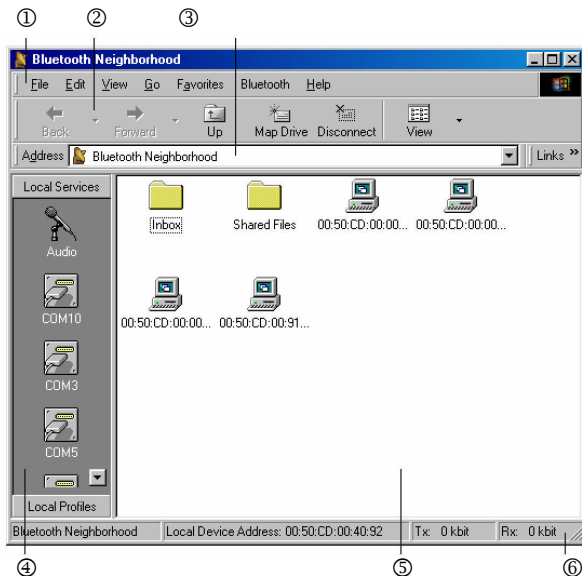 ① ② ③
Bluetooth Neighborhood
File Edit View Go Favorites Bluetooth Help
Back Forward Up Map Drive Disconnect View
Address Bluetooth Neighborhood Links »
Local Services
Inbox Shared Files 00:50:CD:00:00... 00:50:CD:00:00...
Audio
COM10
00:50:CD:00:00... 00:50:CD:00:91...
COM3
COM5
Local Profiles
Bluetooth Neighborhood Local Device Address: 00:50:CD:00:40:92 Tx: 0 kbit Rx: 0 kbit
④ ⑤ ⑥